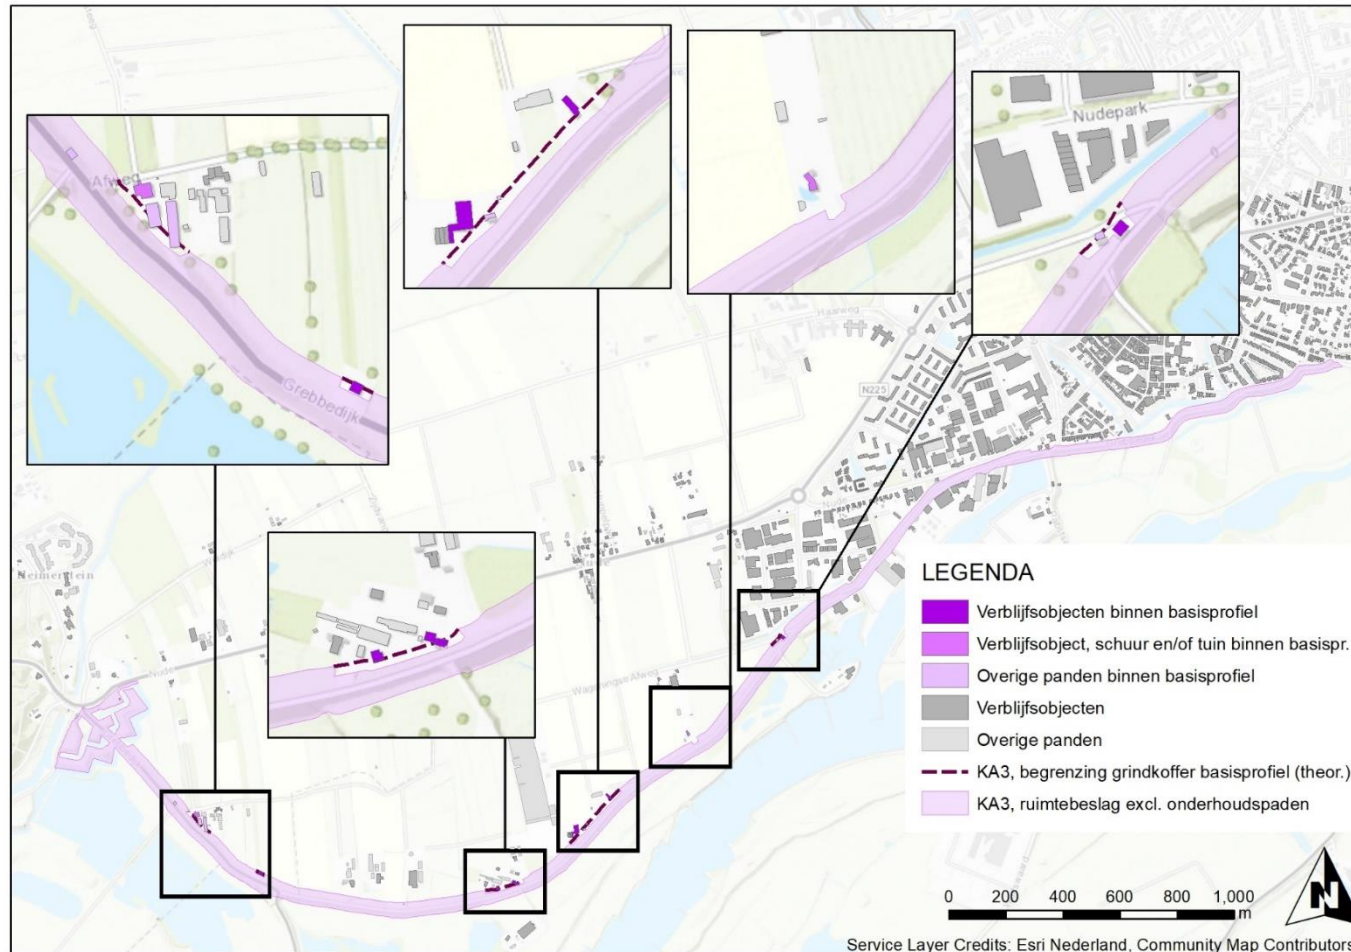 Afweg
Grebbedijk
Nudepark
Haarweg
N225
Nude
Nude
Wageningse Afweg
LEGENDA
Verblijfsobjecten binnen basisprofiel
Verblijfsobject, schuur en/of tuin binnen basispr.
Overige panden binnen basisprofiel
Verblijfsobjecten
Overige panden
KA3, begrenzing grindkoffer basisprofiel (theor.)
KA3, ruimtebeslag excl. onderhoudspaden
0 200 400 600 800 1,000
m
N
Service Layer Credits: Esri Nederland, Community Map Contributors